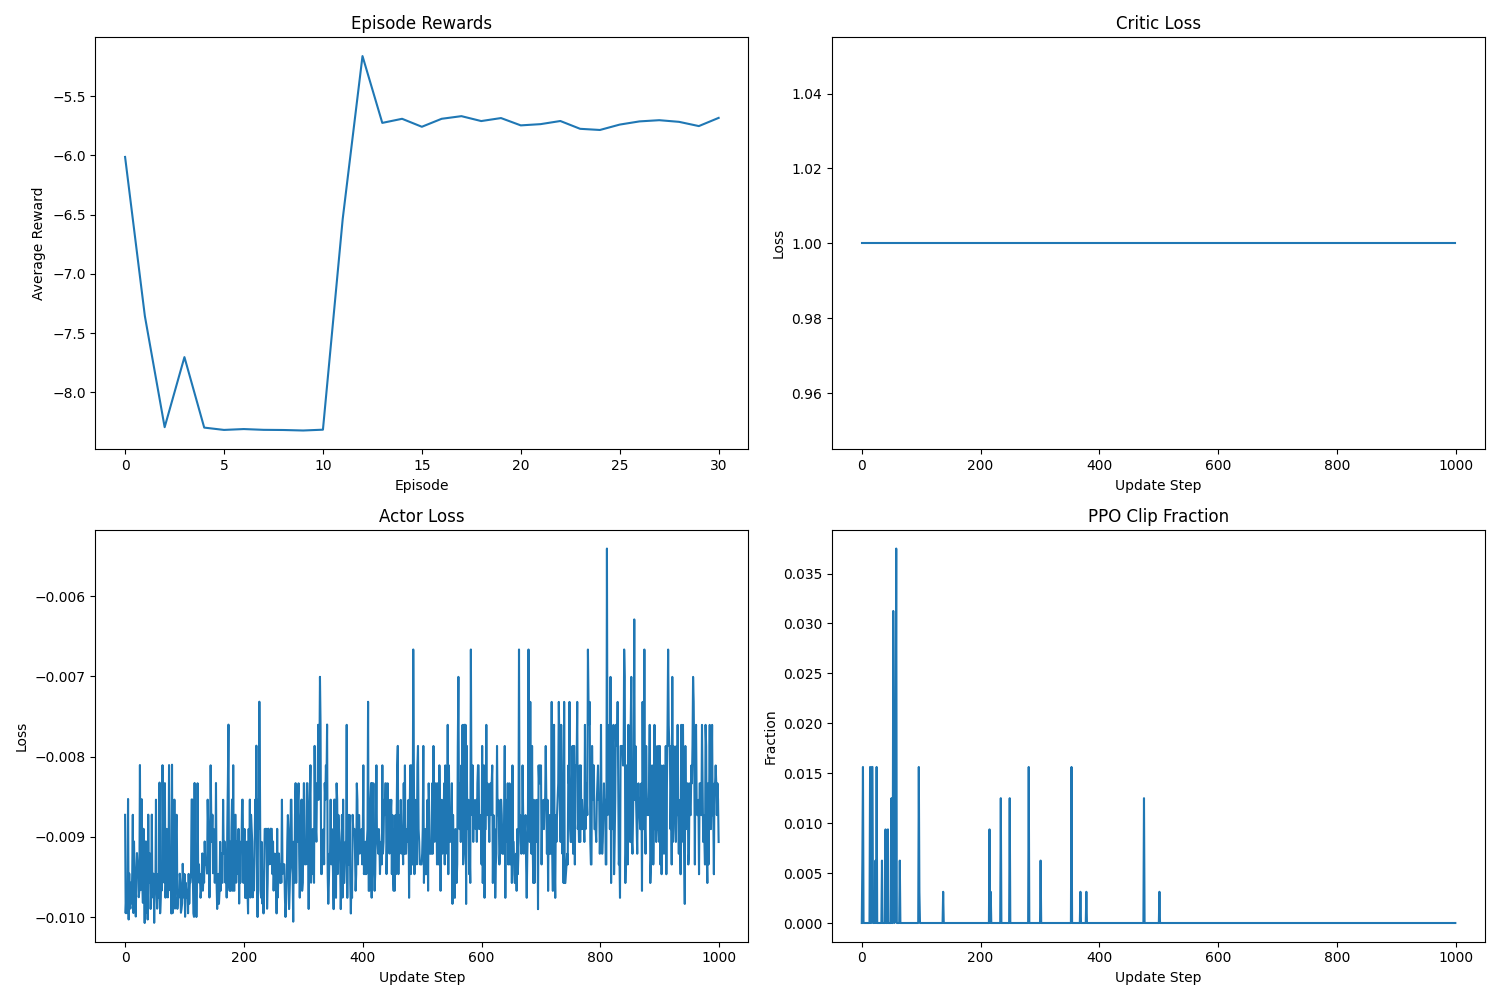 Episode Rewards
Average Reward
−5.5
−6.0
−6.5
−7.0
−7.5
−8.0
0 5 10 15 20 25 30
Episode
Critic Loss
Loss
1.04
1.02
1.00
0.98
0.96
0 200 400 600 800 1000
Update Step
Actor Loss
Loss
−0.006
−0.007
−0.008
−0.009
−0.010
0 200 400 600 800 1000
Update Step
PPO Clip Fraction
Fraction
0.035
0.030
0.025
0.020
0.015
0.010
0.005
0.000
0 200 400 600 800 1000
Update Step